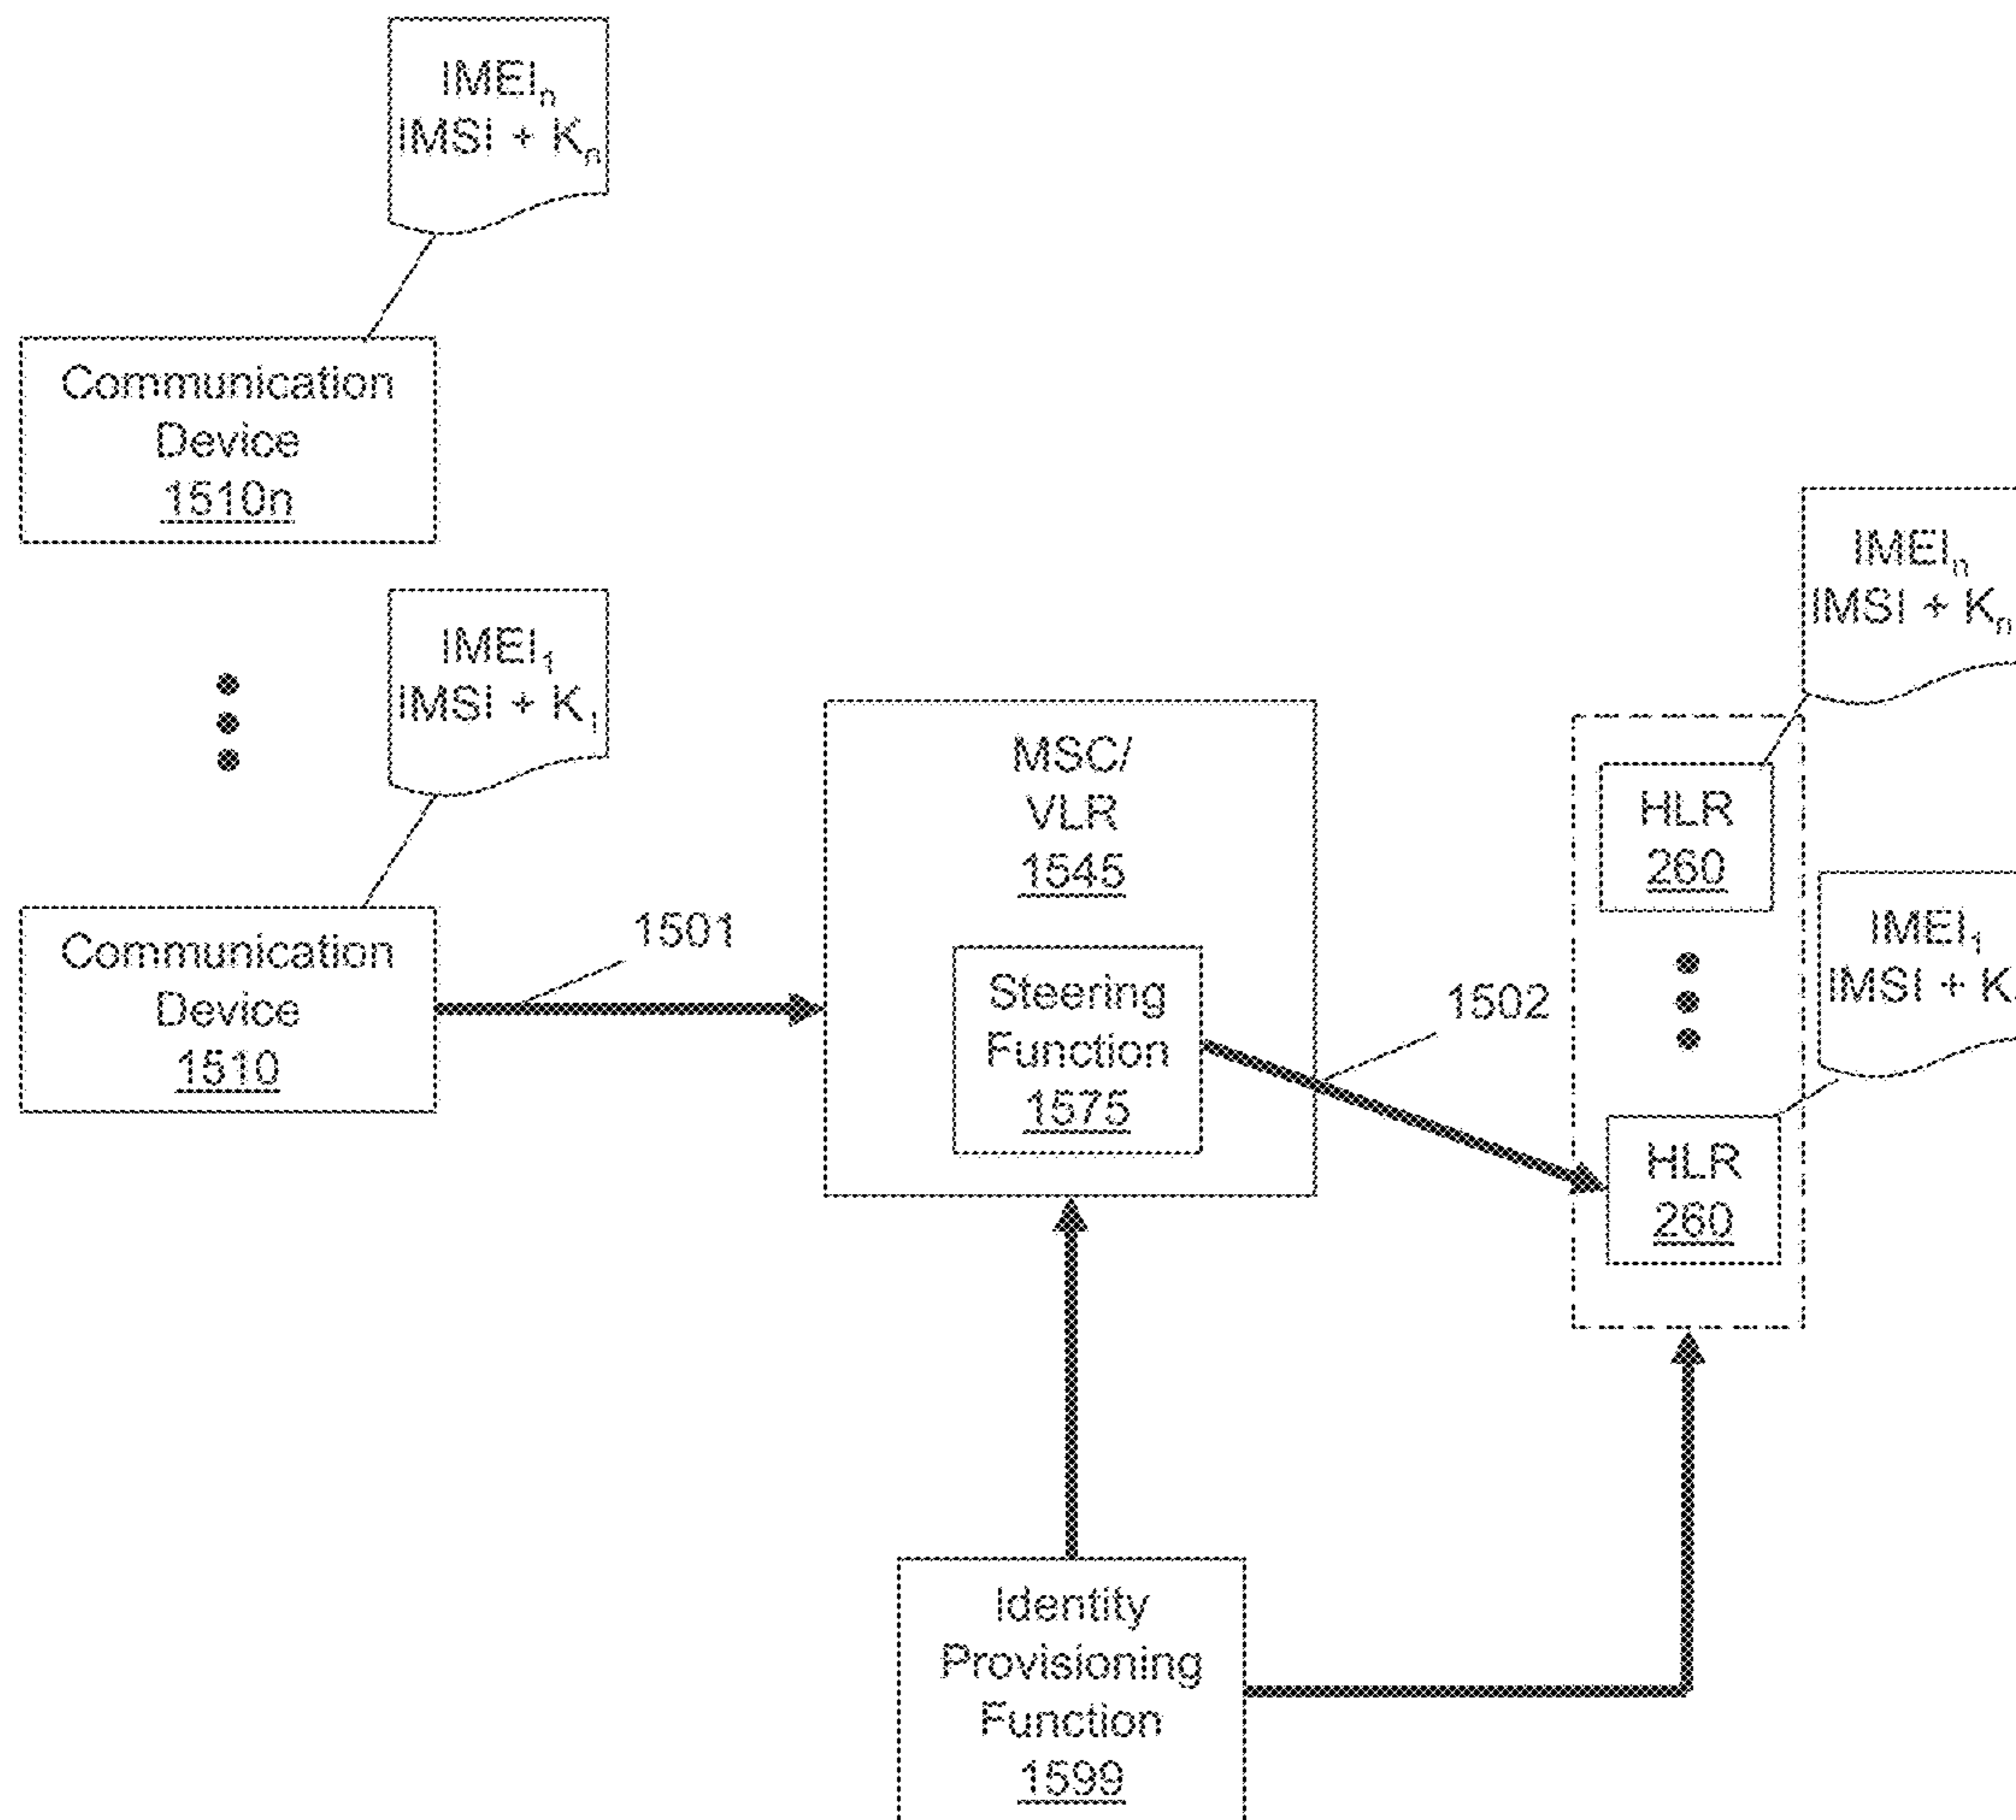 IMEIn
IMSI + Kn
Communication
Device
1510n
IMEI1
IMSI + K1
Communication
Device
1510
1501
MSC/
VLR
1545
Steering
Function
1575
1502
IMEIn
IMSI + Kn
HLR
260
IMEI1
IMSI + K
HLR
260
Identity
Provisioning
Function
1599